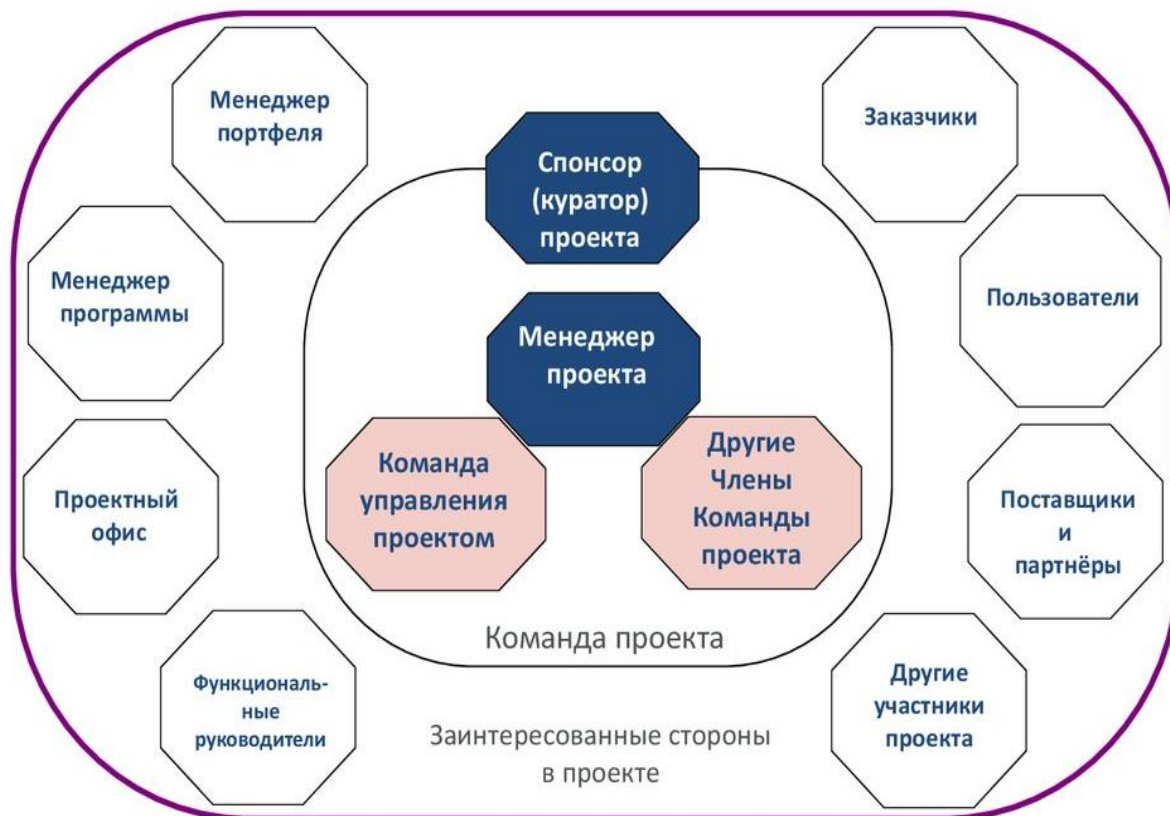 Менеджер
портфеля
Заказчики
Спонсор
(куратор)
проекта
Менеджер
программы
Пользователи
Менеджер
проекта
Команда
управления
проектом
Другие
Члены
Команды
проекта
Проектный
офис
Поставщики
и
партнёры
Команда проекта
Функциональ-
ные
руководители
Заинтересованные стороны
в проекте
Другие
участники
проекта